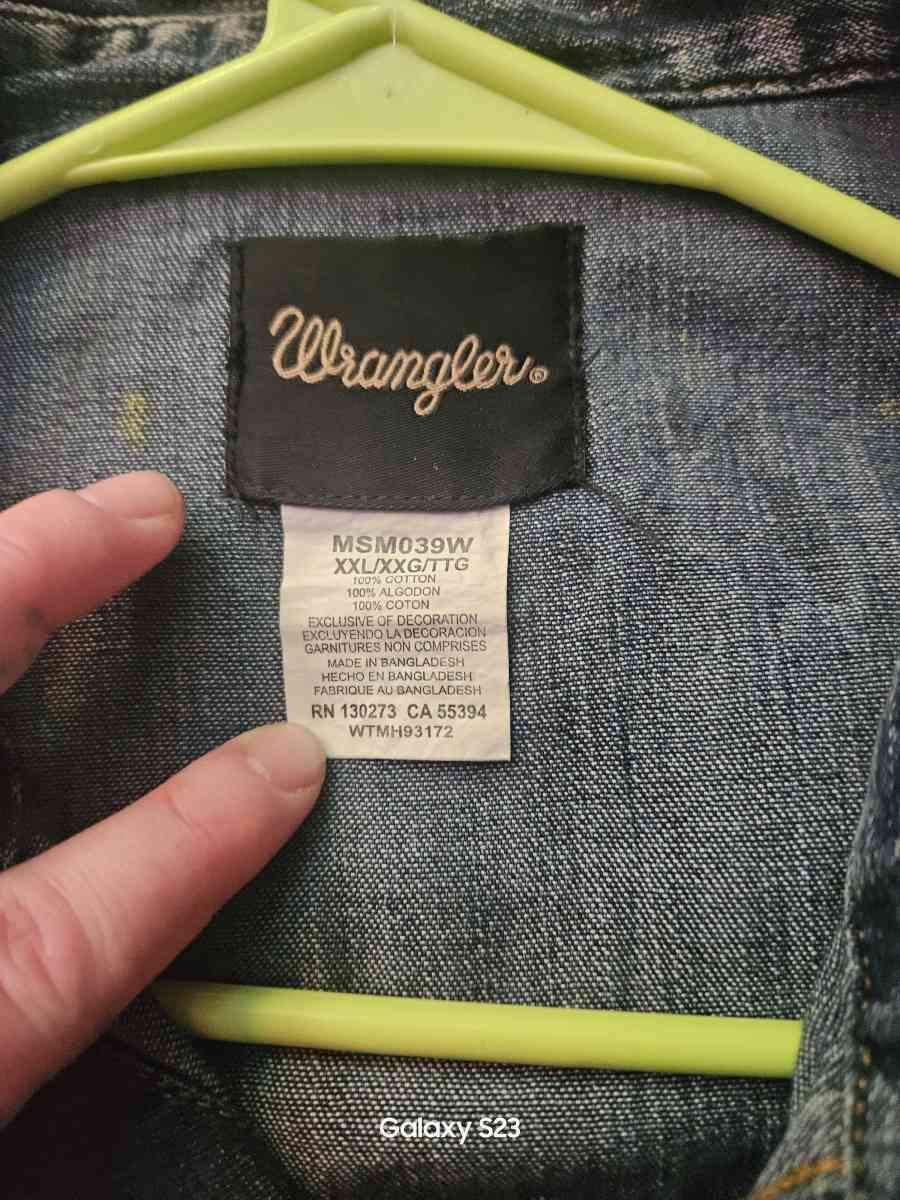 Wrangler®
MSM039W
XXL/XXG/TTG
100% COTTON
100% ALGODON
100% COTON
EXCLUSIVE OF DECORATION
EXCLUYENDO LA DECORACION
GARNITURES NON COMPRISES
MADE IN BANGLADESH
HECHO EN BANGLADESH
FABRIQUE AU BANGLADESH
RN 130273 CA 55394
WTMH93172
Galaxy S23